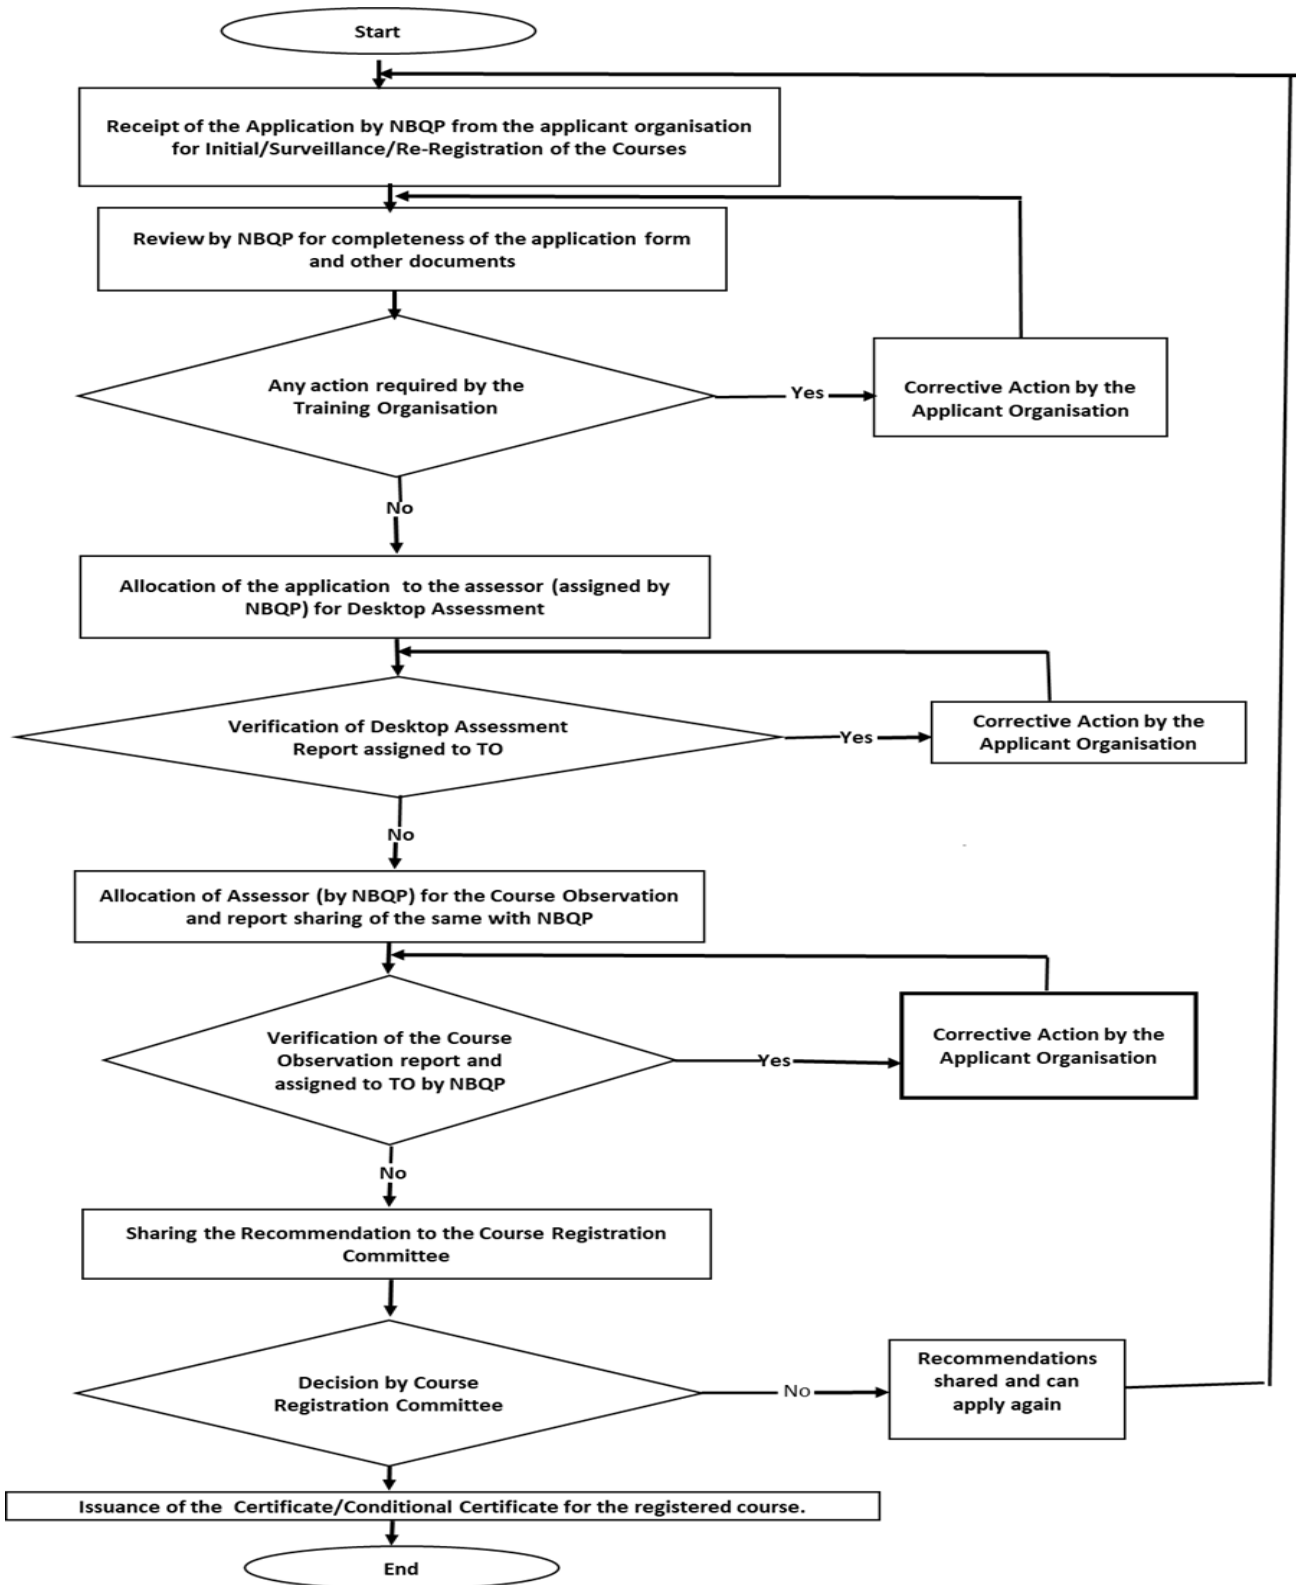 Start
Receipt of the Application by NBQP from the applicant organisation
for Initial/Surveillance/Re-Registration of the Courses
Review by NBQP for completeness of the application form
and other documents
Any action required by the
Training Organisation
Yes
Corrective Action by the
Applicant Organisation
No
Allocation of the application to the assessor (assigned by
NBQP) for Desktop Assessment
Verification of Desktop Assessment
Report assigned to TO
Yes
Corrective Action by the
Applicant Organisation
No
Allocation of Assessor (by NBQP) for the Course Observation
and report sharing of the same with NBQP
Verification of the Course
Observation report and
assigned to TO by NBQP
Yes
Corrective Action by the
Applicant Organisation
No
Sharing the Recommendation to the Course Registration
Committee
Decision by Course
Registration Committee
No
Recommendations
shared and can
apply again
Issuance of the Certificate/Conditional Certificate for the registered course.
End